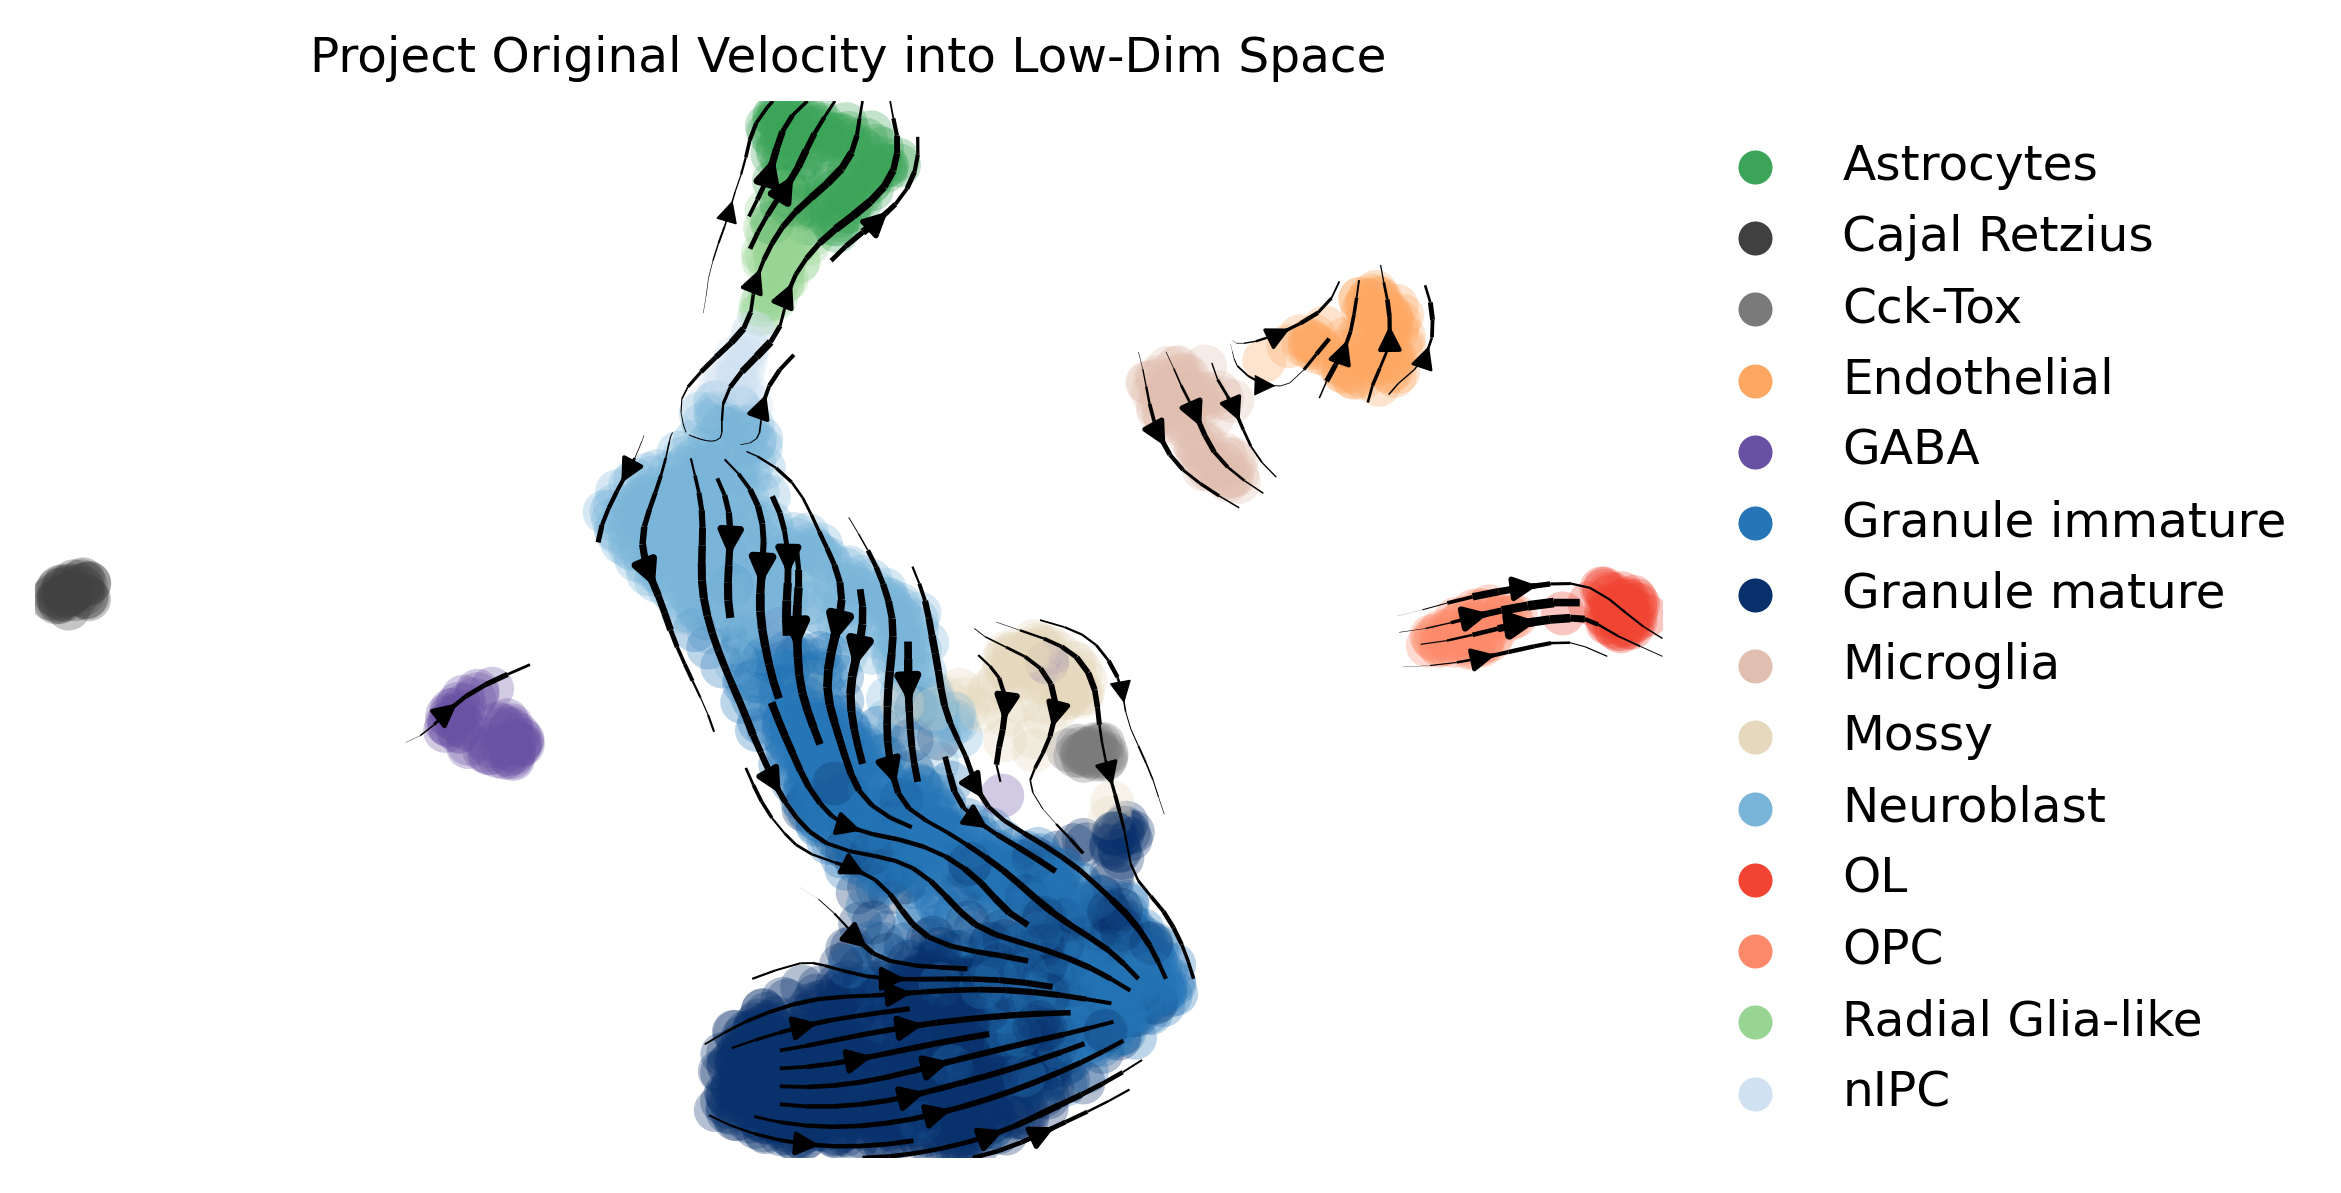 Project Original Velocity into Low-Dim Space
Astrocytes
Cajal Retzius
Cck-Tox
Endothelial
GABA
Granule immature
Granule mature
Microglia
Mossy
Neuroblast
OL
OPC
Radial Glia-like
nIPC